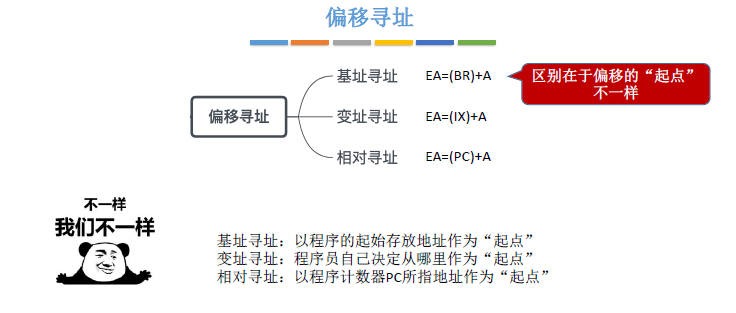 偏移寻址
基址寻址 EA=(BR)+A
区别在于偏移的“起点”
不一样
偏移寻址
变址寻址 EA=(IX)+A
相对寻址 EA=(PC)+A
不一样
我们不一样
基址寻址：以程序的起始存放地址作为“起点”
变址寻址：程序员自己决定从哪里作为“起点”
相对寻址：以程序计数器PC所指地址作为“起点”